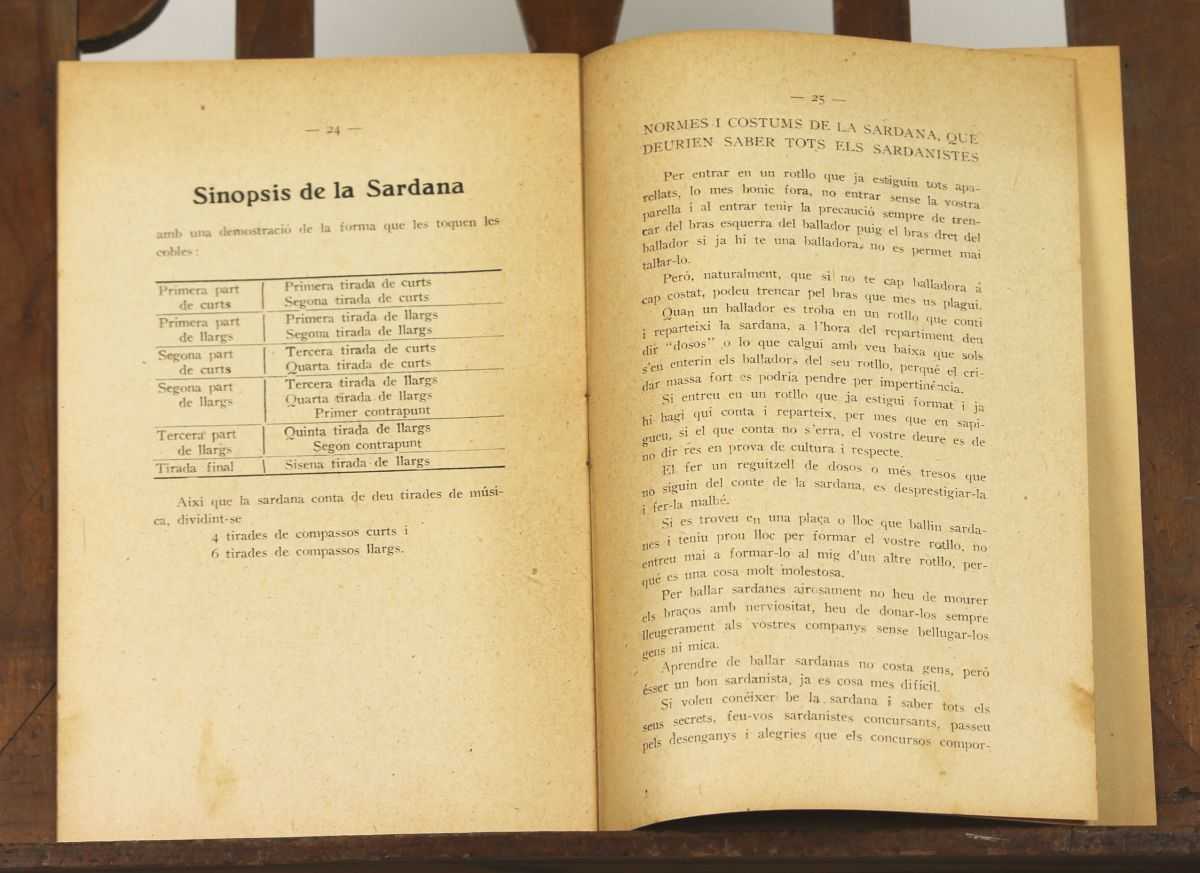 — 24 —
Sinopsis de la Sardana
amb una demostració de la forma que les toquen les
cobles:
Primera part
de curts
Primera tirada de curts
Segona tirada de curts
Primera part
de llargs
Primera tirada de llargs
Segona tirada de llargs
Segona part
de curts
Tercera tirada de curts
Quarta tirada de curts
Segona part
de llargs
Tercera tirada de llargs
Quarta tirada de llargs
Primer contrapunt
Tercera part
de llargs
Quinta tirada de llargs
Segon contrapunt
Tirada final
Sisena tirada de llargs
Aixi que la sardana conta de deu tirades de músi-
ca, dividint-se
4 tirades de compassos curts i
6 tirades de compassos llargs.
— 25 —
NORMES I COSTUMS DE LA SARDANA, QUE
DEURIEN SABER TOTS ELS SARDANISTES
Per entrar en un rotllo que ja estiguin tots apa-
rellats, lo mes bonic fora, no entrar sense la vostra
parella i al entrar tenir la precaució sempre de tren-
car del bras esquerra del ballador puig el bras dret del
ballador si ja hi te una balladora, no es permet mai
tallar-lo.
Peró, naturalment, que si no te cap balladora á
cap costat, podeu trencar pel bras que mes us plagui.
Quan un ballador es troba en un rotllo que conti
i reparteixi la sardana, a l'hora del repartiment deu
dir "dosos" o lo que calgui amb veu baixa que sols
s'en enterin els balladors del seu rotllo, perqué el cri-
dar massa fort es podria pendre per impertinéncia.
Si entreu en un rotllo que ja estigui format i ja
hi hagi qui conta i reparteix, per mes que en sapi-
gueu, si el que conta no s'erra, el vostre deure es de
no dir res en prova de cultura i respecte.
El fer un reguitzell de dosos o més tresos que
no siguin del conte de la sardana, es desprestigiar-la
i fer-la malbé.
Si es troveu en una plaça o lloc que ballin sarda-
nes i teniu prou lloc per formar el vostre rotllo, no
entreu mai a formar-lo al mig d'un altre rotllo, per-
qué es una cosa molt molestosa.
Per ballar sardanes airosament no heu de mourer
els braços amb nerviositat, heu de donar-los sempre
lleugerament als vostres companys sense bellugar-los
gens ni mica.
Aprendre de ballar sardanas no costa gens, peró
ésser un bon sardanista, ja es cosa mes difícil.
Si voleu conéixer be la sardana i saber tots els
seus secrets, feu-vos sardanistes concursants, passeu
pels desenganys i alegries que els concursos compor-